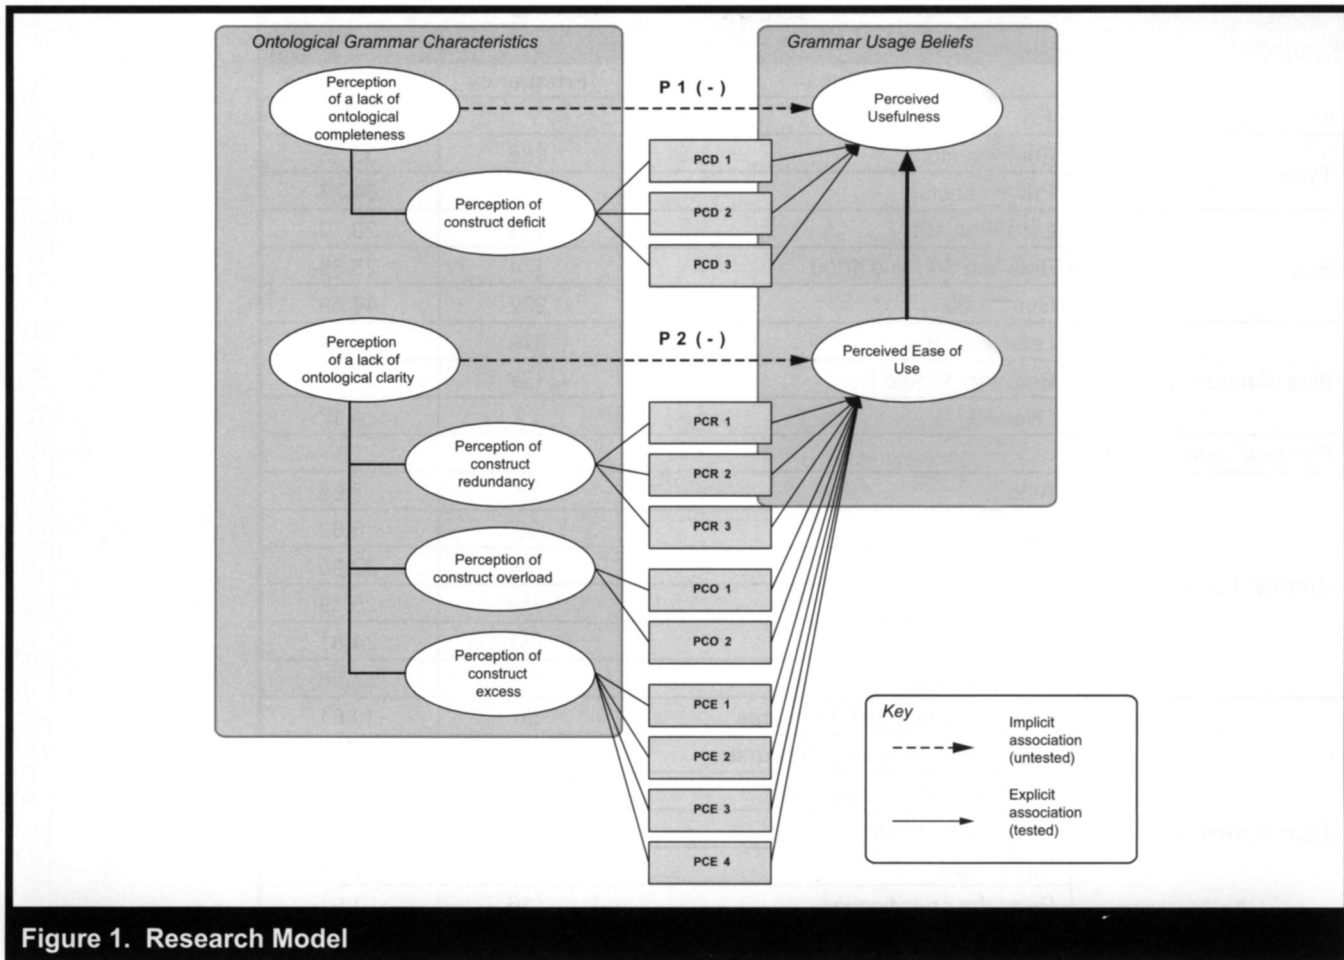 Ontological Grammar Characteristics
Grammar Usage Beliefs
Perception
of a lack of
ontological
completeness
P 1 ( - )
Perceived
Usefulness
Perception of
construct deficit
PCD 1
PCD 2
PCD 3
Perception
of a lack of
ontological clarity
P 2 ( - )
Perceived Ease of
Use
Perception of
construct
redundancy
PCR 1
PCR 2
PCR 3
Perception of
construct overload
PCO 1
PCO 2
Perception of
construct
excess
PCE 1
PCE 2
PCE 3
PCE 4
Key
Implicit
association
(untested)
Explicit
association
(tested)
Figure 1. Research Model